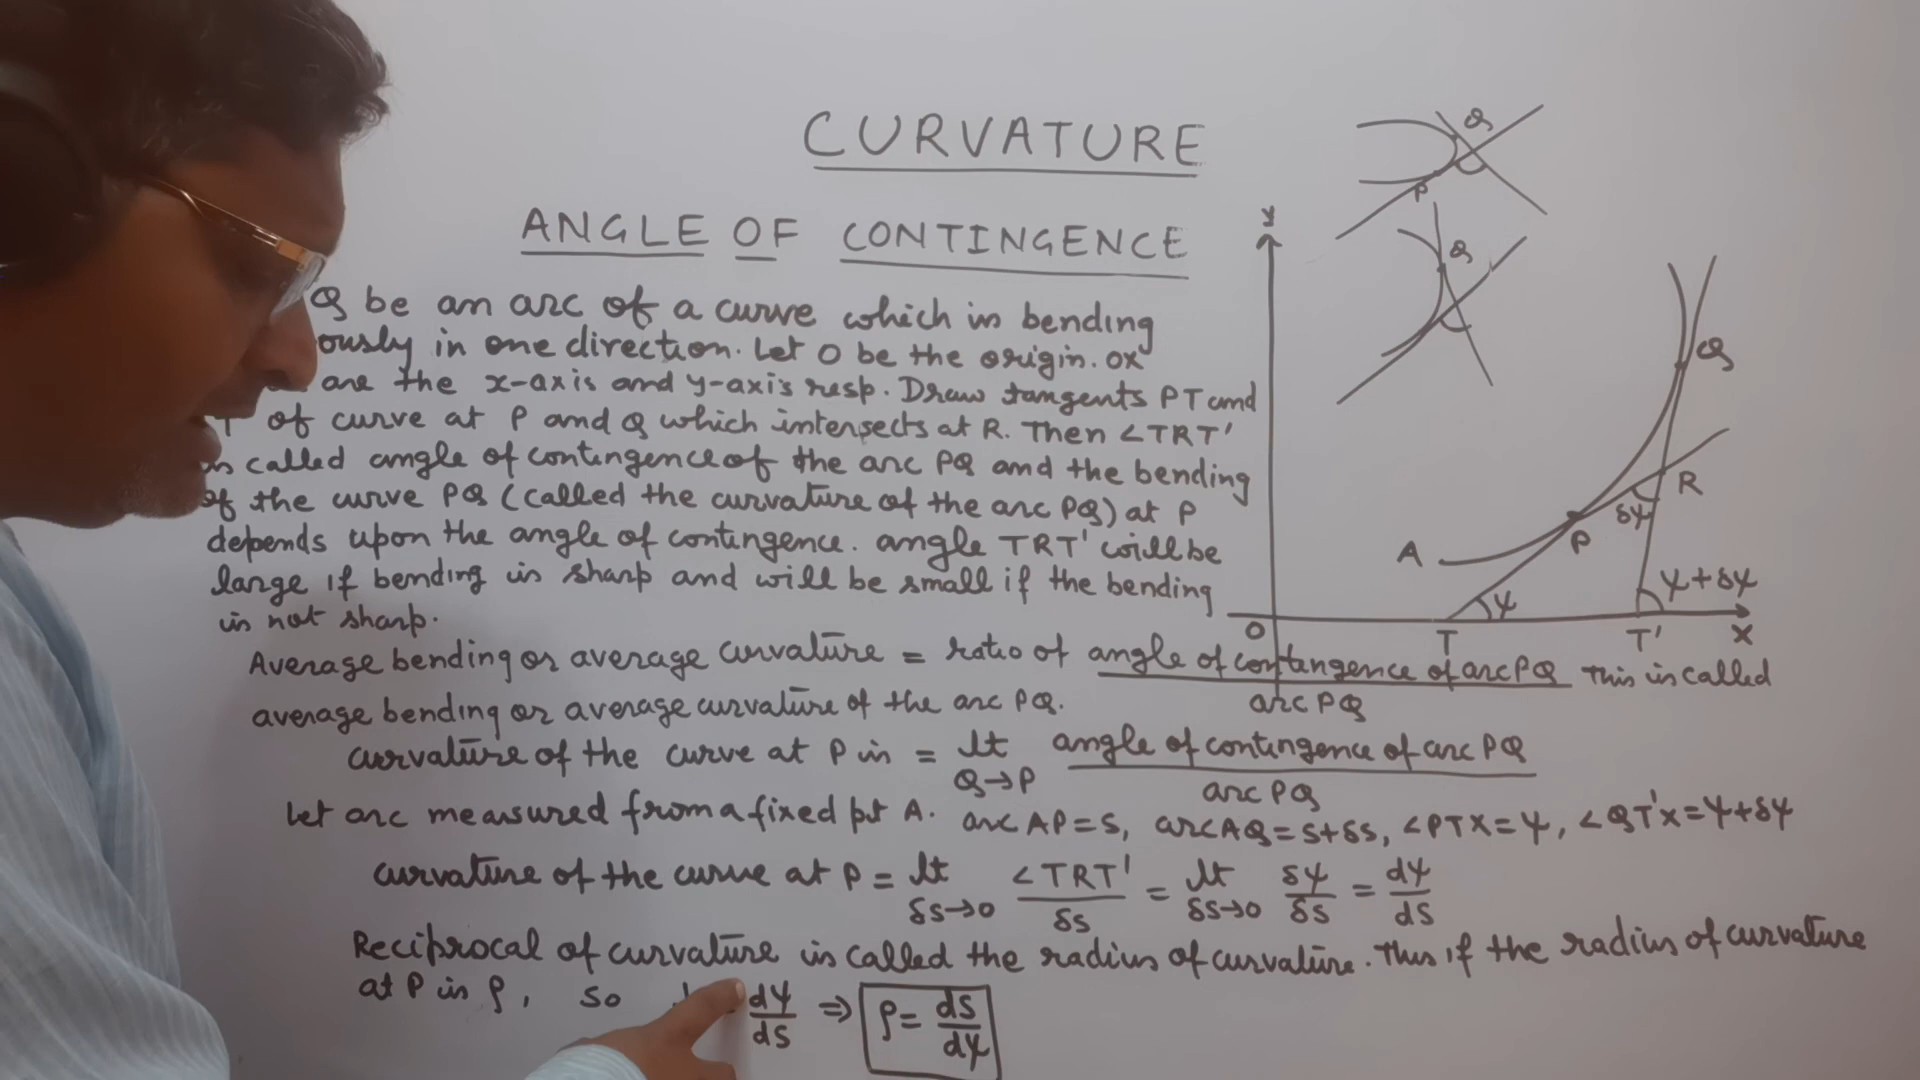 CURVATURE
ANGLE OF CONTINGENCE
Q be an arc of a curve which is bending
ously in one direction. Let O be the origin. OX
are the x-axis and y-axis resp. Draw tangents PT and
T' of curve at P and Q which intersects at R. Then ∠TRT'
is called angle of contingence of the arc PQ and the bending
of the curve PQ (called the curvature of the arc PQ) at P
depends upon the angle of contingence. angle TRT' will be
large if bending is sharp and will be small if the bending
is not sharp.
Average bending or average curvature = ratio of angle of contingence of arc PQ / arc PQ This is called
average bending or average curvature of the arc PQ.
curvature of the curve at P is = lt Q→P angle of contingence of arc PQ / arc PQ
Let arc measured from a fixed pt A. arc AP=S, arc AQ=S+δS, ∠PTX=Ψ, ∠QT'X=Ψ+δΨ
curvature of the curve at P = lt δS→0 ∠TRT'/δS = lt δS→0 δΨ/δS = dΨ/dS
Reciprocal of curvature is called the radius of curvature. Thus if the radius of curvature
at P is ρ, so dΨ/dS ⇒ ρ = dS/dΨ
Q
P
Q
y
Q
R
δΨ
P
A
Ψ
Ψ+δΨ
O
T
T'
X